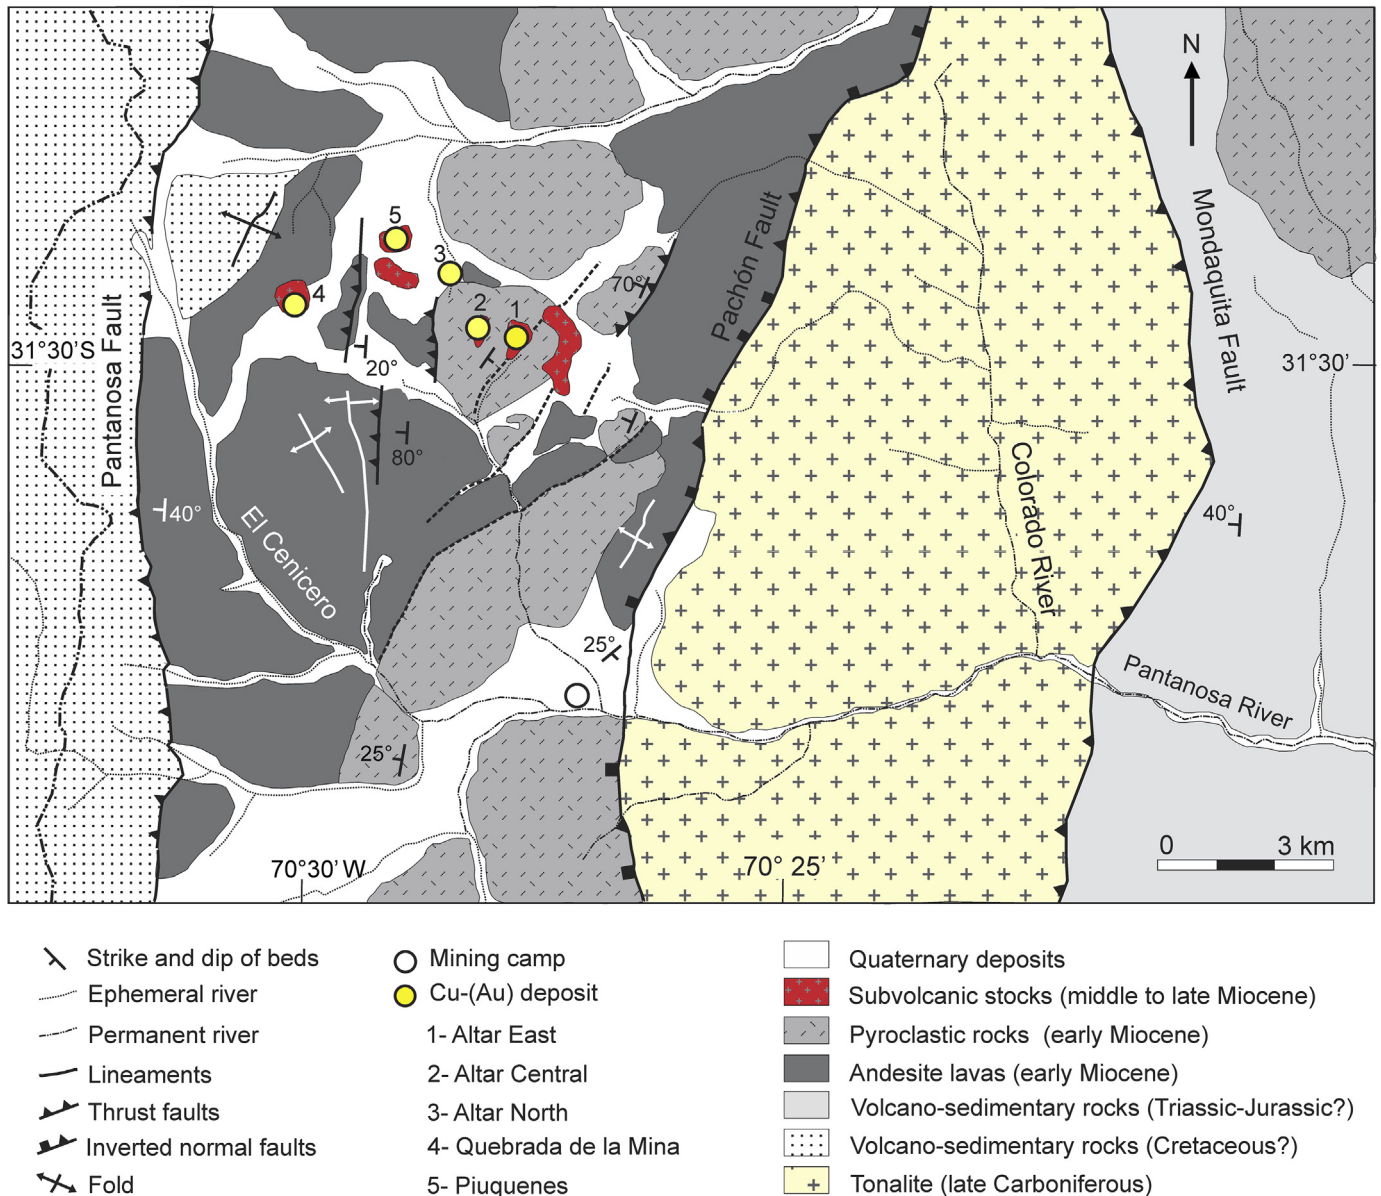 N
5
3
4
2
1
70°
Pachón Fault
Mondaquita Fault
Pantanosa Fault
31°30'S
31°30'
20°
80°
40°
El Cenicero
Colorado River
40°
25°
Pantanosa River
25°
70°30' W
70° 25'
0 3 km
Strike and dip of beds
Ephemeral river
Permanent river
Lineaments
Thrust faults
Inverted normal faults
Fold
Mining camp
Cu-(Au) deposit
1- Altar East
2- Altar Central
3- Altar North
4- Quebrada de la Mina
5- Piuquenes
Quaternary deposits
Subvolcanic stocks (middle to late Miocene)
Pyroclastic rocks (early Miocene)
Andesite lavas (early Miocene)
Volcano-sedimentary rocks (Triassic-Jurassic?)
Volcano-sedimentary rocks (Cretaceous?)
Tonalite (late Carboniferous)